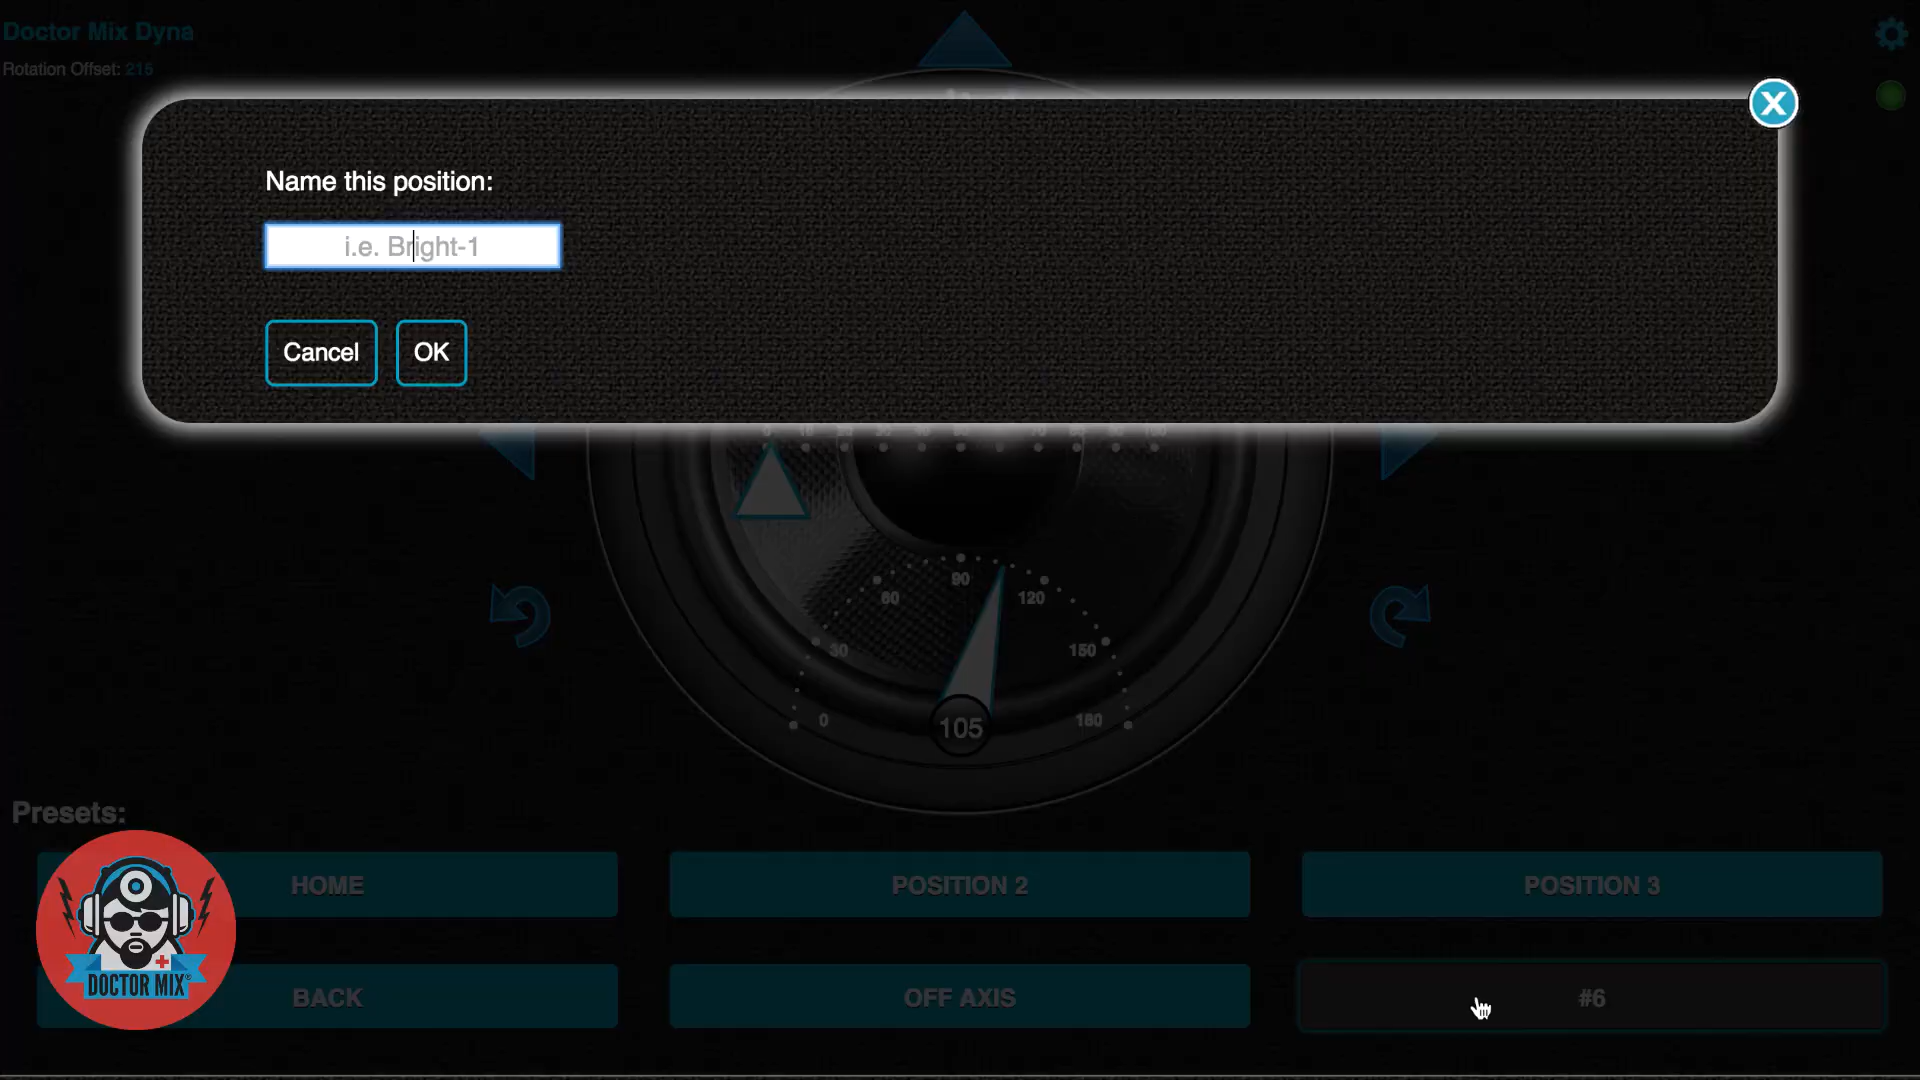 Doctor Mix Dyna
Rotation Offset: 215
X
Name this position:
i.e. Bright-1
Cancel
OK
90
60
120
30
150
0
180
105
Presets:
HOME
POSITION 2
POSITION 3
BACK
OFF AXIS
#6
DOCTOR MIX®